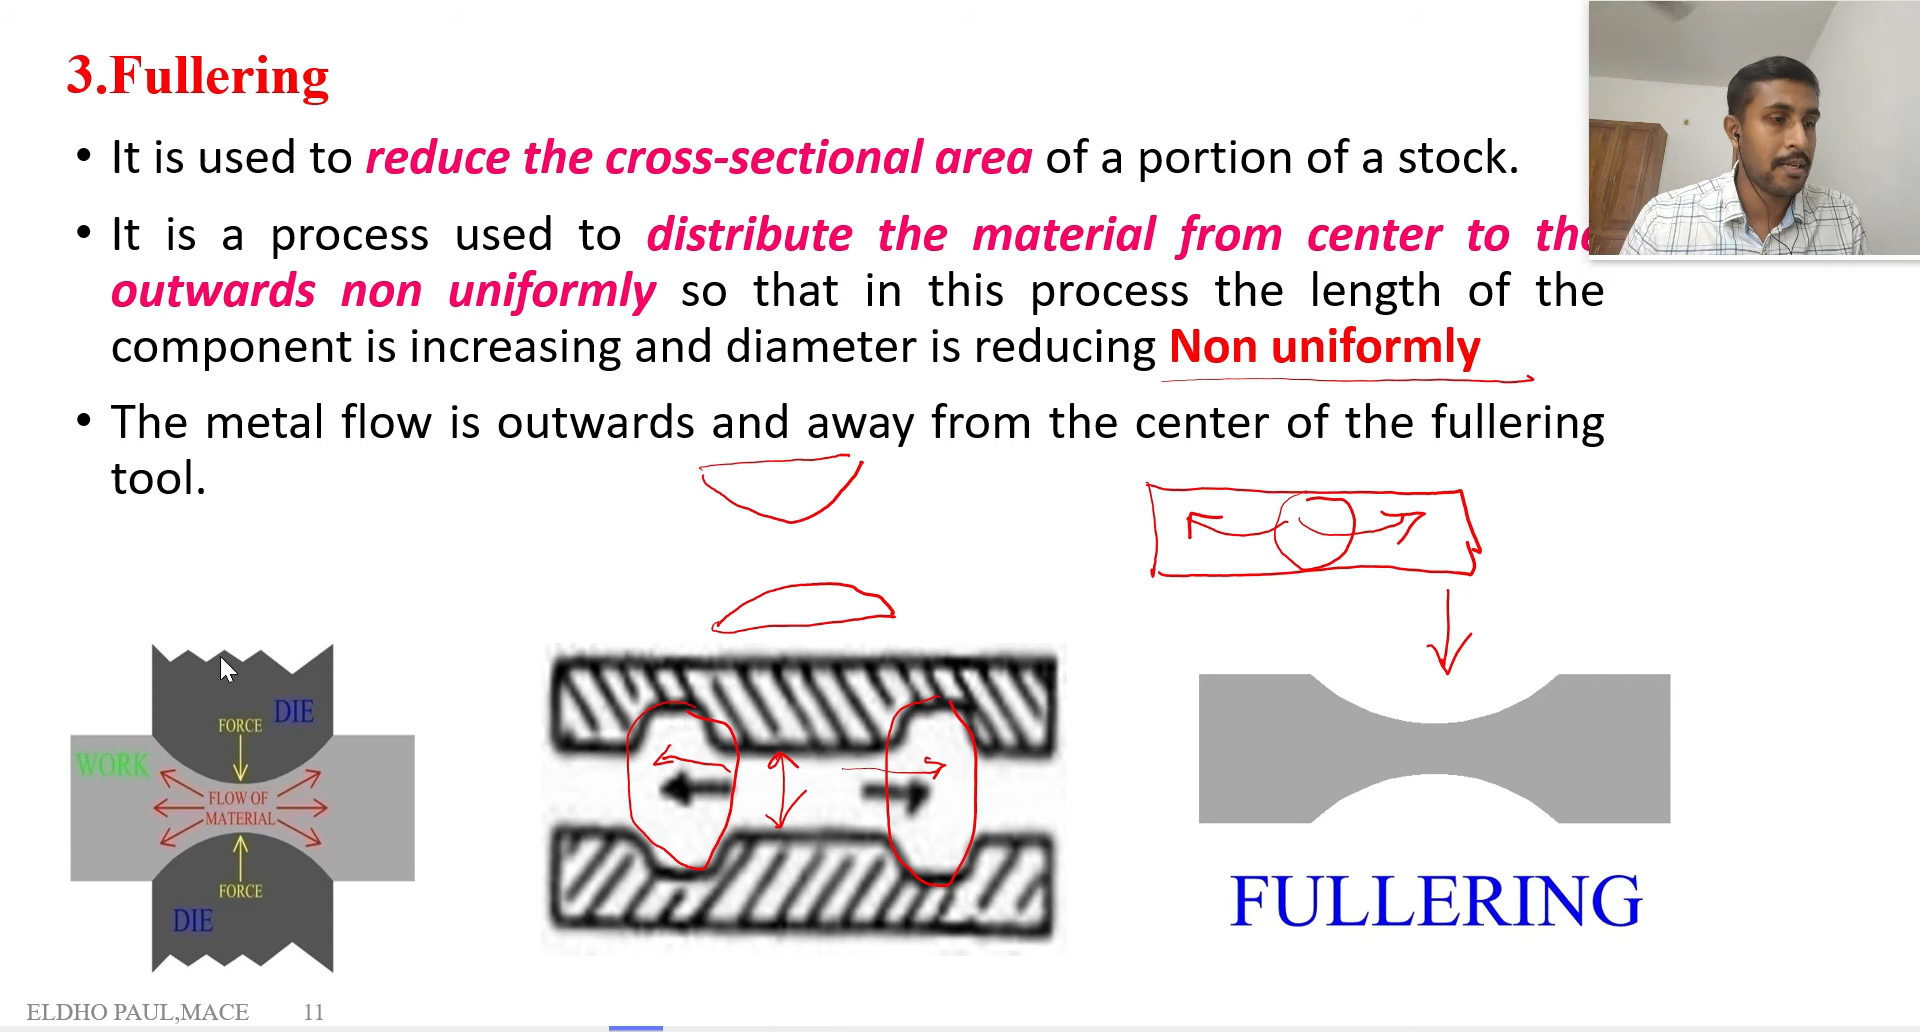 3.Fullering
• It is used to reduce the cross-sectional area of a portion of a stock.
• It is a process used to distribute the material from center to the
outwards non uniformly so that in this process the length of the
component is increasing and diameter is reducing Non uniformly
• The metal flow is outwards and away from the center of the fullering
tool.
DIE
FORCE
WORK
FLOW OF
MATERIAL
FORCE
DIE
FULLERING
ELDHO PAUL,MACE 11